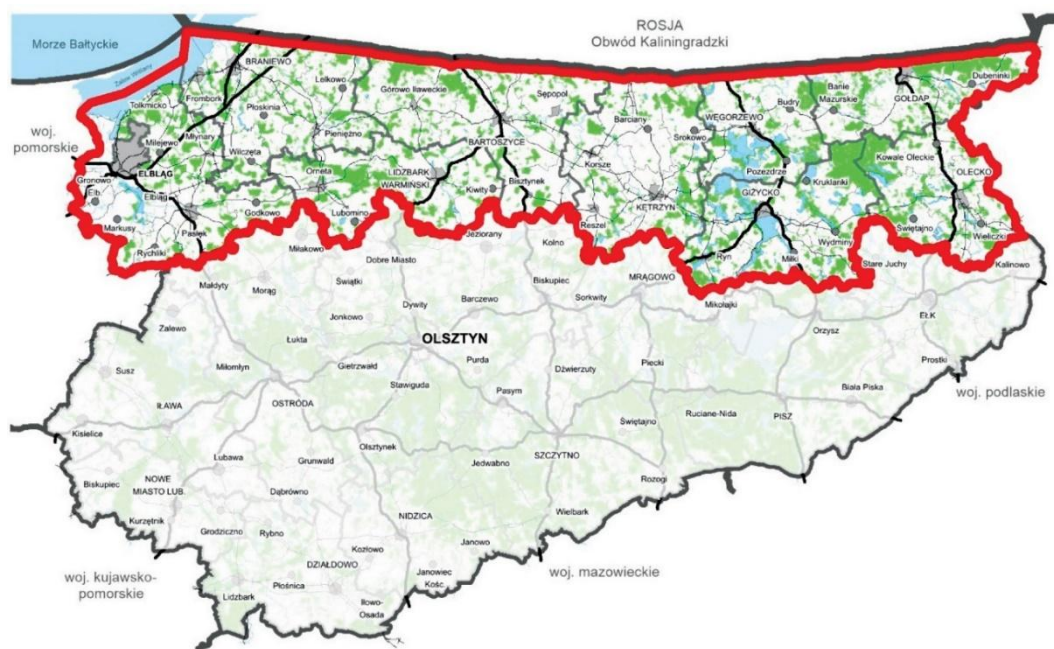 Morze Bałtyckie
ROSJA
Obwód Kaliningradzki
Zalew Wiślany
BRANIEWO
Lelkowo
Górowo Iławeckie
Sępopol
Dubeninki
Banie
Mazurskie
GOŁDAP
Budry
Frombork
Tolkmicko
Płoskinia
Barciany
WĘGORZEWO
woj.
pomorskie
Młynary
Pieniężno
Srokowo
Milejewo
BARTOSZYCE
Wilczęta
Korsze
Kowale Oleckie
ELBLĄG
Orneta
LIDZBARK
WARMIŃSKI
Bisztynek
Pozezdrze
Kruklanki
OLECKO
Gronowo
Elb.
Elbląg
Kiwity
GIŻYCKO
KĘTRZYN
Godkowo
Lubomino
Reszel
Świętajno
Wieliczki
Markusy
Pasłęk
Jeziorany
Wydminy
Rychliki
Miłakowo
Kolno
Ryn
Miłki
Stare Juchy
Kalinowo
Dobre Miasto
Małdyty
Morąg
Świątki
Biskupiec
MRĄGOWO
Zalewo
Dywity
Barczewo
Sorkwity
Mikołajki
Jonkowo
EŁK
Orzysz
Łukta
OLSZTYN
Susz
Miłomłyn
Gietrzwałd
Purda
Dźwierzuty
Piecki
Prostki
Stawiguda
Pasym
Biała Piska
woj. podlaskie
IŁAWA
OSTRÓDA
Ruciane-Nida
PISZ
Kisielice
Olsztynek
Świętajno
Lubawa
Grunwald
SZCZYTNO
Jedwabno
Biskupiec
NOWE
MIASTO LUB.
Dąbrówno
Rozogi
Kurzętnik
NIDZICA
Wielbark
Grodziczno
Rybno
Janowo
Kozłowo
woj. kujawsko-
pomorskie
DZIAŁDOWO
Janowiec
Kośc.
woj. mazowieckie
Lidzbark
Płośnica
Iłowo-
Osada